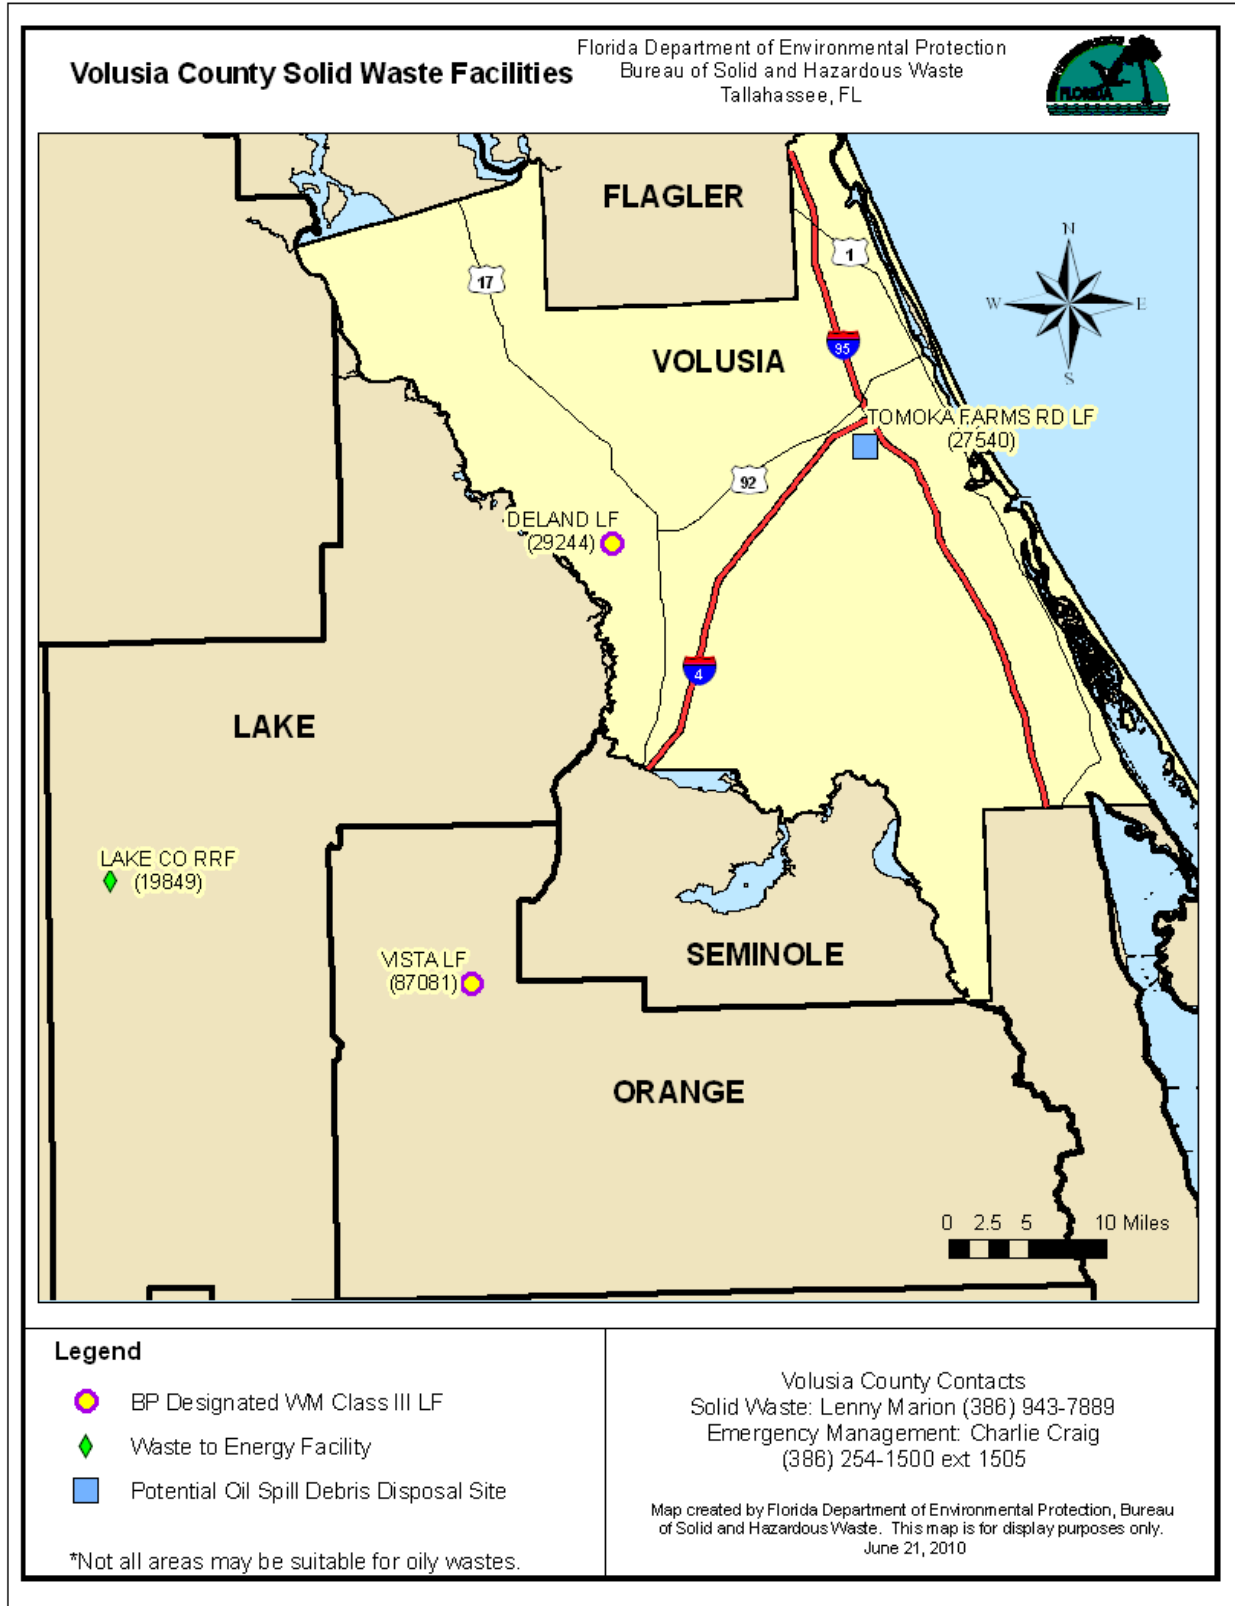 Volusia County Solid Waste Facilities
Florida Department of Environmental Protection
Bureau of Solid and Hazardous Waste
Tallahassee, FL
FLORIDA
FLAGLER
N
W
E
S
17
1
95
VOLUSIA
TOMOKA FARMS RD LF
(27540)
92
DELAND LF
(29244)
4
LAKE
LAKE CO RRF
(19849)
VISTA LF
(87081)
SEMINOLE
ORANGE
0 2.5 5 10 Miles
Legend
BP Designated WM Class III LF
Waste to Energy Facility
Potential Oil Spill Debris Disposal Site
*Not all areas may be suitable for oily wastes.
Volusia County Contacts
Solid Waste: Lenny Marion (386) 943-7889
Emergency Management: Charlie Craig
(386) 254-1500 ext 1505
Map created by Florida Department of Environmental Protection, Bureau
of Solid and Hazardous Waste. This map is for display purposes only.
June 21, 2010